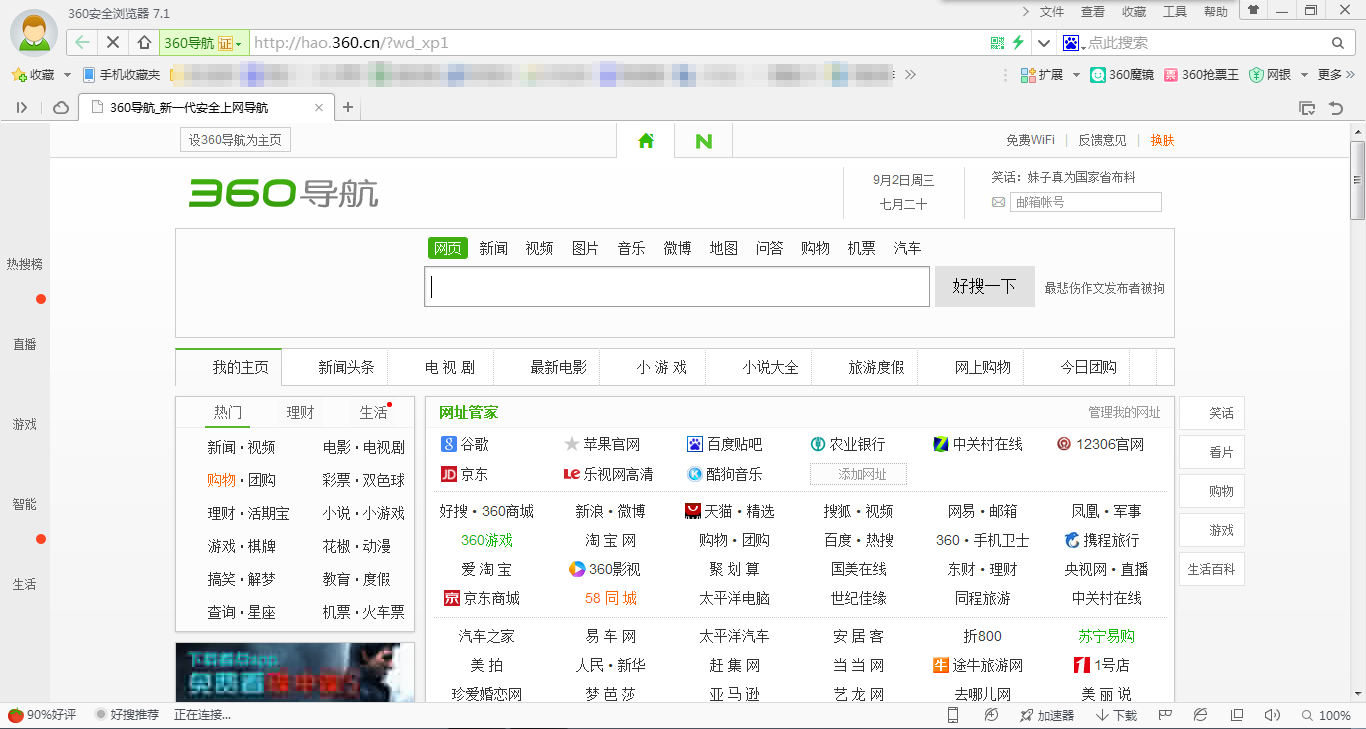 360安全浏览器 7.1 文件 查看 收藏 工具 帮助
360导航 证 http://hao.360.cn/?wd_xp1 点此搜索
收藏 手机收藏夹 扩展 360魔镜 360抢票王 网银 更多
360导航_新一代安全上网导航
设360导航为主页 N 免费WiFi 反馈意见 换肤
360导航 9月2日周三 笑话：妹子真为国家省布料
七月二十 邮箱帐号
网页 新闻 视频 图片 音乐 微博 地图 问答 购物 机票 汽车
好搜一下 最悲伤作文发布者被拘
我的主页 新闻头条 电 视 剧 最新电影 小 游 戏 小说大全 旅游度假 网上购物 今日团购
热搜榜
直播
游戏
智能
生活
热门 理财 生活
新闻·视频 电影·电视剧
购物·团购 彩票·双色球
理财·活期宝 小说·小游戏
游戏·棋牌 花椒·动漫
搞笑·解梦 教育·度假
查询·星座 机票·火车票
网址管家 管理我的网址
谷歌 苹果官网 百度贴吧 农业银行 中关村在线 12306官网
JD 京东 Le 乐视网高清 酷狗音乐 添加网址
好搜·360商城 新浪·微博 天猫·精选 搜狐·视频 网易·邮箱 凤凰·军事
360游戏 淘 宝 网 购物·团购 百度·热搜 360·手机卫士 携程旅行
爱 淘 宝 360影视 聚 划 算 国美在线 东财·理财 央视网·直播
京 京东商城 58 同 城 太平洋电脑 世纪佳缘 同程旅游 中关村在线
汽车之家 易 车 网 太平洋汽车 安 居 客 折800 苏宁易购
美 拍 人民·新华 赶 集 网 当 当 网 牛 途牛旅游网 1 1号店
珍爱婚恋网 梦 芭 莎 亚 马 逊 艺 龙 网 去哪儿网 美 丽 说
笑话
看片
购物
游戏
生活百科
90%好评 好搜推荐 正在连接... 加速器 下载 100%